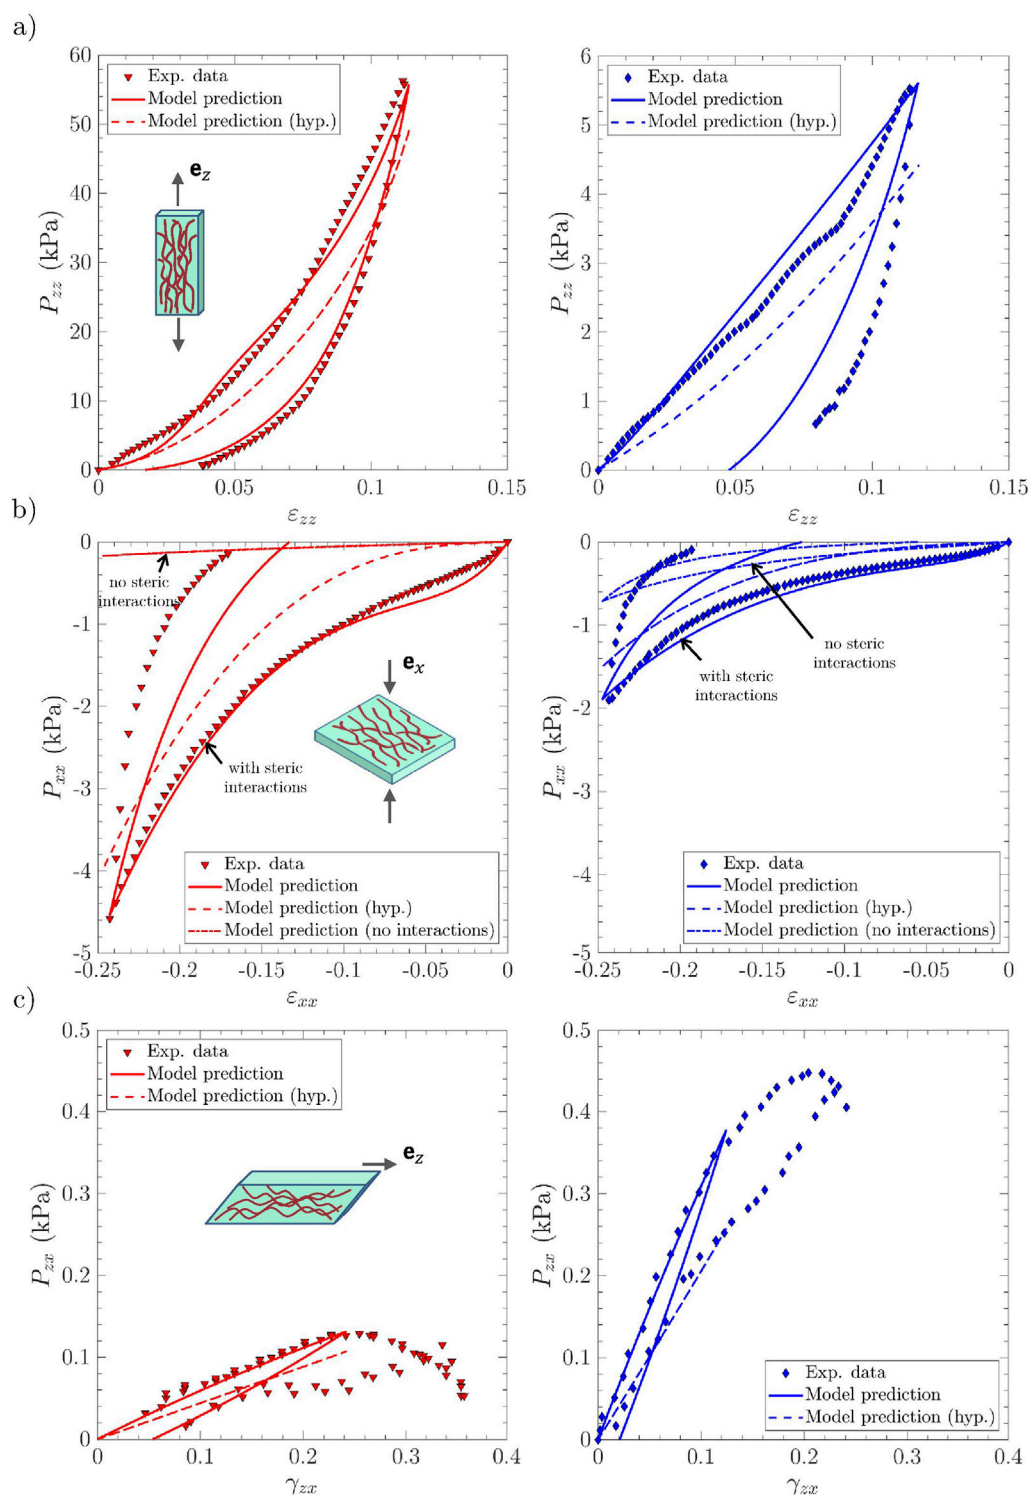 a)
60
50
40
30
20
10
0
P_zz (kPa)
Exp. data
Model prediction
Model prediction (hyp.)
e_z
0
0.05
0.1
0.15
ε_zz
6
5
4
3
2
1
0
P_zz (kPa)
Exp. data
Model prediction
Model prediction (hyp.)
0
0.05
0.1
0.15
ε_zz
b)
0
-1
-2
-3
-4
-5
P_xx (kPa)
no steric
interactions
e_x
with steric
interactions
Exp. data
Model prediction
Model prediction (hyp.)
Model prediction (no interactions)
-0.25
-0.2
-0.15
-0.1
-0.05
0
ε_xx
0
-1
-2
-3
-4
-5
P_xx (kPa)
no steric
interactions
with steric
interactions
Exp. data
Model prediction
Model prediction (hyp.)
Model prediction (no interactions)
-0.25
-0.2
-0.15
-0.1
-0.05
0
ε_xx
c)
0.5
0.4
0.3
0.2
0.1
0
P_zx (kPa)
Exp. data
Model prediction
Model prediction (hyp.)
e_z
0
0.1
0.2
0.3
0.4
γ_zx
0.5
0.4
0.3
0.2
0.1
0
P_zx (kPa)
Exp. data
Model prediction
Model prediction (hyp.)
0
0.1
0.2
0.3
0.4
γ_zx